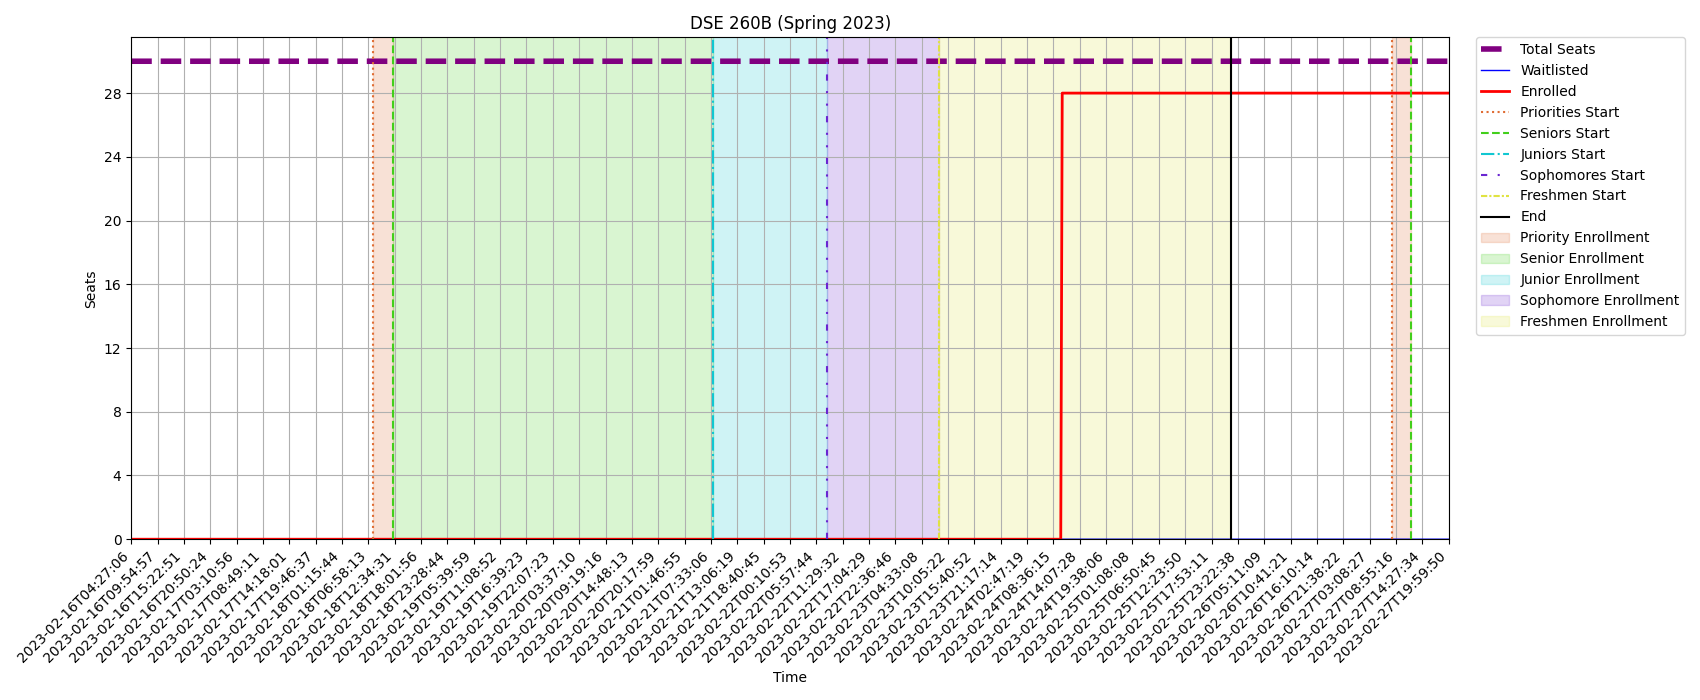 DSE 260B (Spring 2023)
Total Seats
Waitlisted
Enrolled
Priorities Start
Seniors Start
Juniors Start
Sophomores Start
Freshmen Start
End
Priority Enrollment
Senior Enrollment
Junior Enrollment
Sophomore Enrollment
Freshmen Enrollment
Seats
28
24
20
16
12
8
4
0
2023-02-16T04:27:06
2023-02-16T09:54:57
2023-02-16T15:22:51
2023-02-16T20:50:24
2023-02-17T03:10:56
2023-02-17T08:49:11
2023-02-17T14:18:01
2023-02-17T19:46:37
2023-02-18T01:15:44
2023-02-18T06:58:13
2023-02-18T12:34:31
2023-02-18T18:01:56
2023-02-18T23:28:44
2023-02-19T05:39:59
2023-02-19T11:08:52
2023-02-19T16:39:23
2023-02-19T22:07:23
2023-02-20T03:37:10
2023-02-20T09:19:16
2023-02-20T14:48:13
2023-02-20T20:17:59
2023-02-21T01:46:55
2023-02-21T07:33:06
2023-02-21T13:06:19
2023-02-21T18:40:45
2023-02-22T00:10:53
2023-02-22T05:57:44
2023-02-22T11:29:32
2023-02-22T17:04:29
2023-02-22T22:36:46
2023-02-23T04:33:08
2023-02-23T10:05:22
2023-02-23T15:40:52
2023-02-23T21:17:14
2023-02-24T02:47:19
2023-02-24T08:36:15
2023-02-24T14:07:28
2023-02-24T19:38:06
2023-02-25T01:08:08
2023-02-25T06:50:45
2023-02-25T12:23:50
2023-02-25T17:53:11
2023-02-25T23:22:38
2023-02-26T05:11:09
2023-02-26T10:41:21
2023-02-26T16:10:14
2023-02-26T21:38:22
2023-02-27T03:08:27
2023-02-27T08:55:16
2023-02-27T14:27:34
2023-02-27T19:59:50
Time